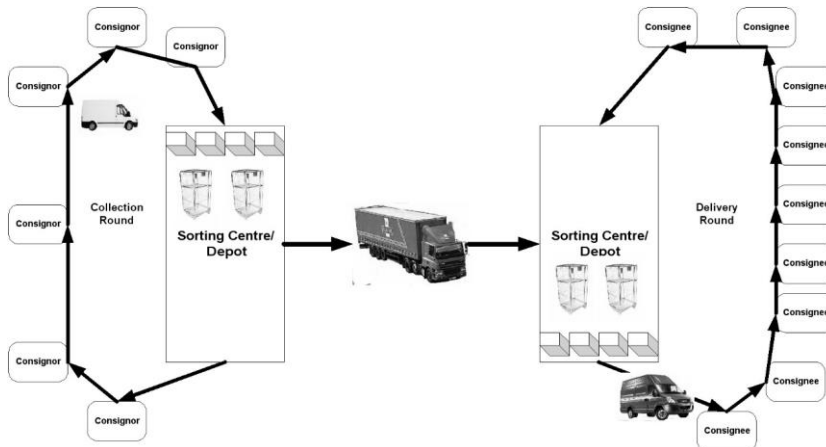 Consignor
Consignor
Consignor
Consignor
Consignor
Consignor
Collection
Round
Sorting Centre/
Depot
Sorting Centre/
Depot
Delivery
Round
Consignee
Consignee
Consignee
Consignee
Consignee
Consignee
Consignee
Consignee
Consignee